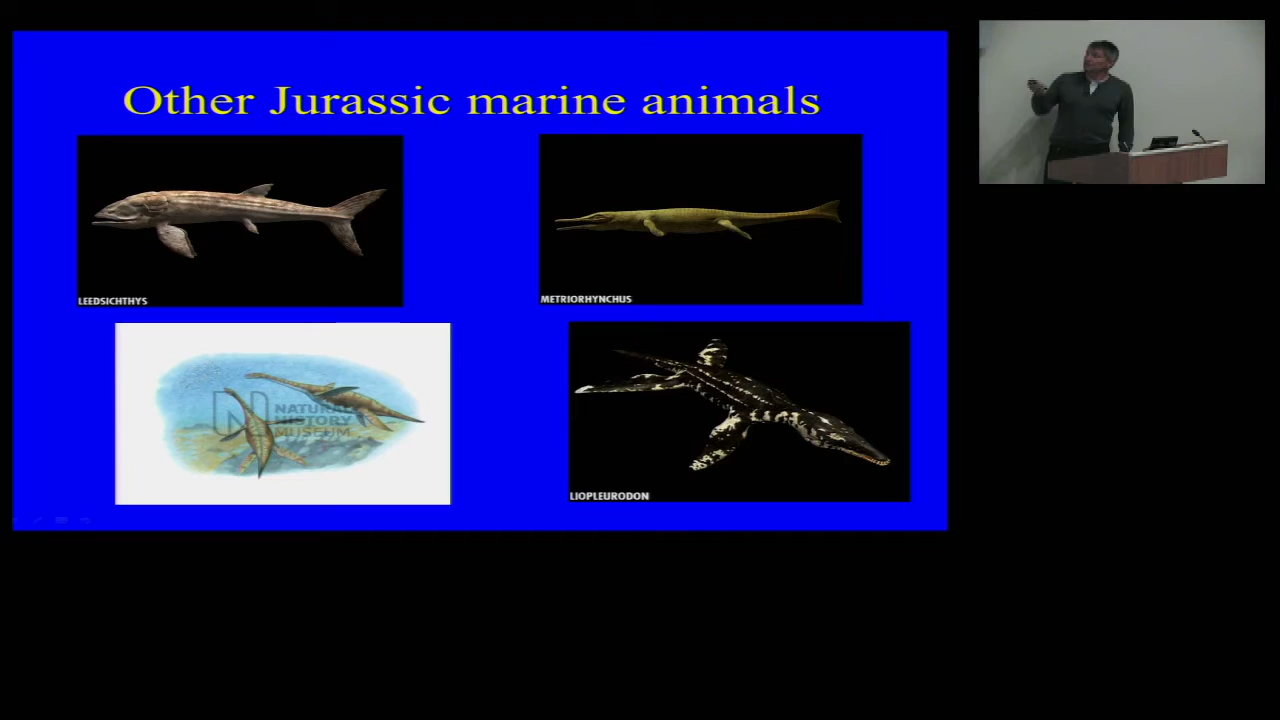 Other Jurassic marine animals
LEEDSICHTHYS
METRIORHYNCHUS
N NATURAL
HISTORY
MUSEUM
LIOPLEURODON